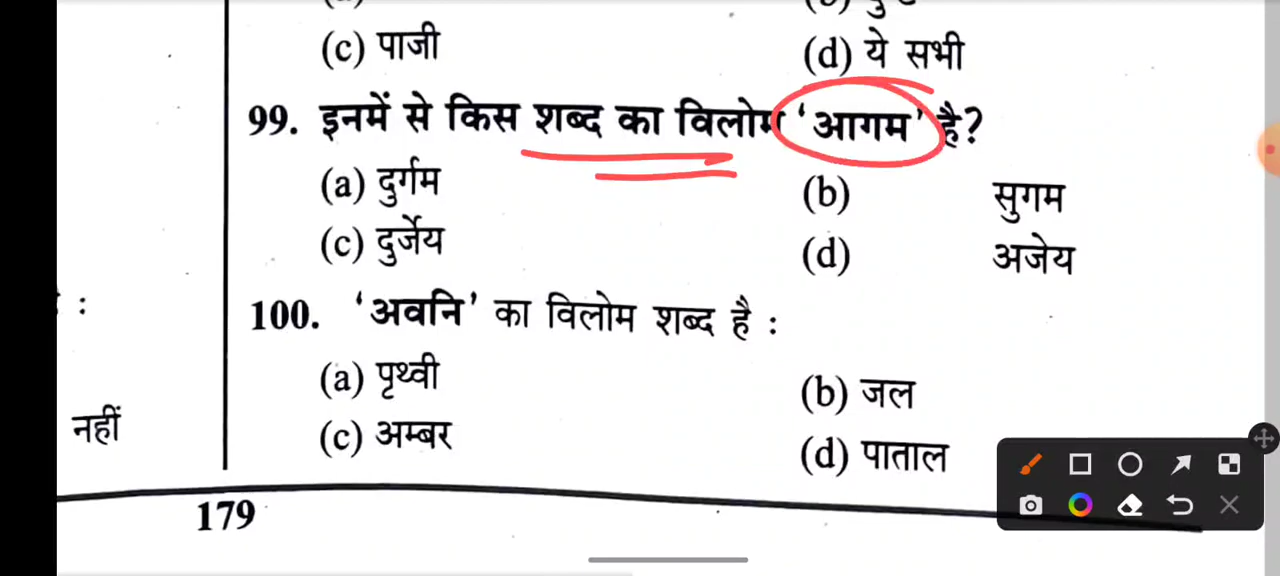 (c) पाजी (d) ये सभी
99. इनमें से किस शब्द का विलोम 'आगम' है?
(a) दुर्गम (b) सुगम
(c) दुर्जेय (d) अजेय
:
100. 'अवनि' का विलोम शब्द है :
(a) पृथ्वी (b) जल
नहीं
(c) अम्बर (d) पाताल
179